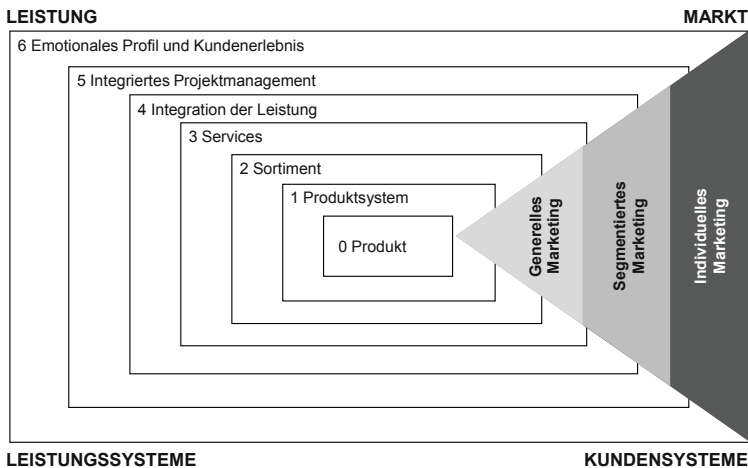 LEISTUNG
MARKT
6 Emotionales Profil und Kundenerlebnis
5 Integriertes Projektmanagement
4 Integration der Leistung
3 Services
2 Sortiment
1 Produktsystem
0 Produkt
Generelles
Marketing
Segmentiertes
Marketing
Individuelles
Marketing
LEISTUNGSSYSTEME
KUNDENSYSTEME